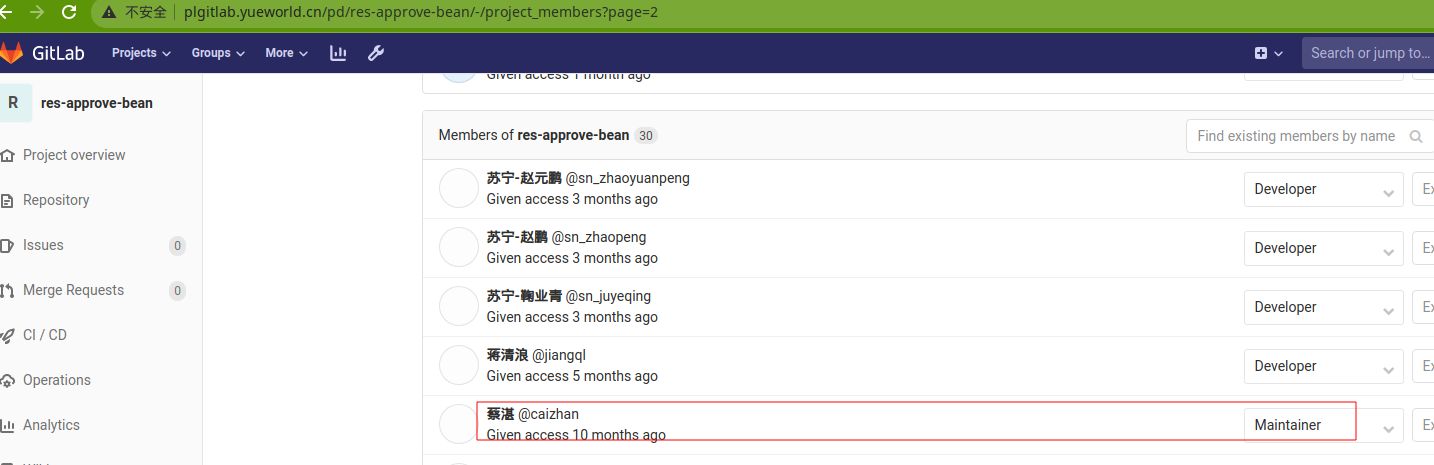 不安全 plgitlab.yueworld.cn/pd/res-approve-bean/-/project_members?page=2
GitLab Projects Groups More Search or jump to...
Given access 1 month ago
R res-approve-bean
Members of res-approve-bean 30 Find existing members by name
Project overview
苏宁-赵元鹏 @sn_zhaoyuanpeng
Given access 3 months ago
Developer Ex
Repository
苏宁-赵鹏 @sn_zhaopeng
Given access 3 months ago
Developer Ex
Issues 0
Merge Requests 0
苏宁-鞠业青 @sn_juyeqing
Given access 3 months ago
Developer Ex
CI / CD
蒋清浪 @jiangql
Given access 5 months ago
Developer Ex
Operations
蔡湛 @caizhan
Given access 10 months ago
Maintainer Ex
Analytics